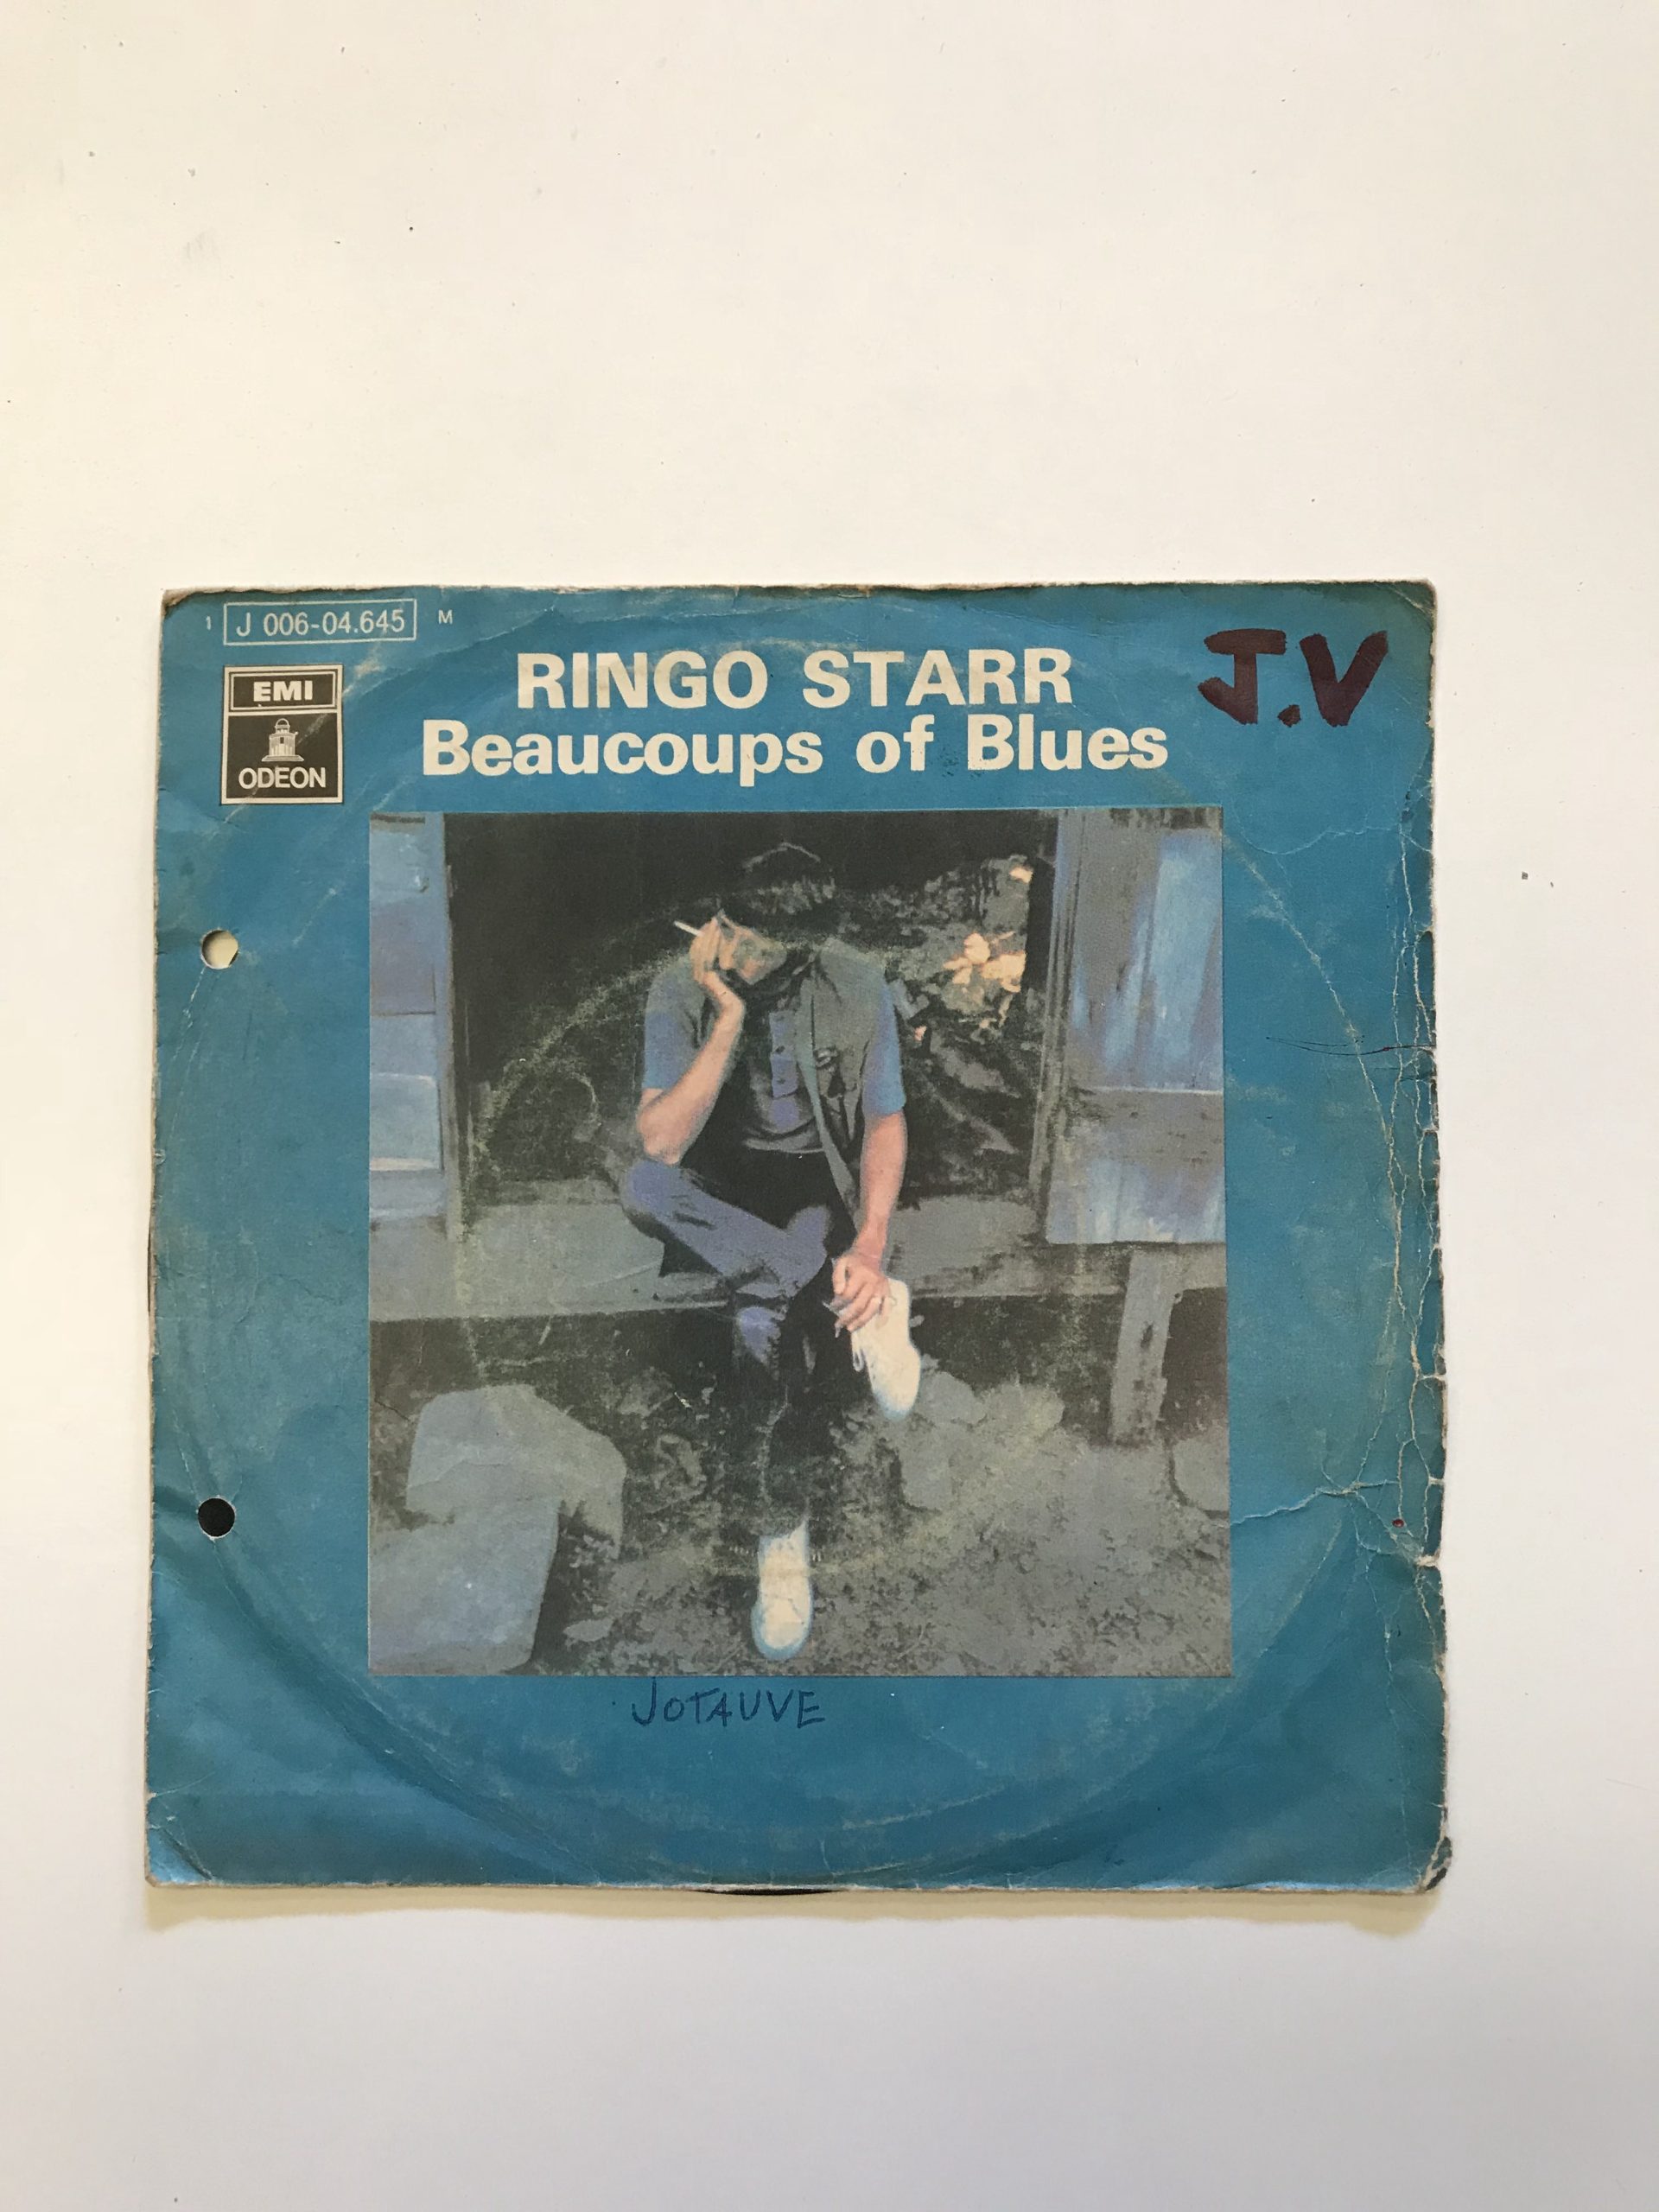 1 J 006-04.645 M
EMI
ODEON
RINGO STARR
Beaucoups of Blues
J.V
JOTAUVE